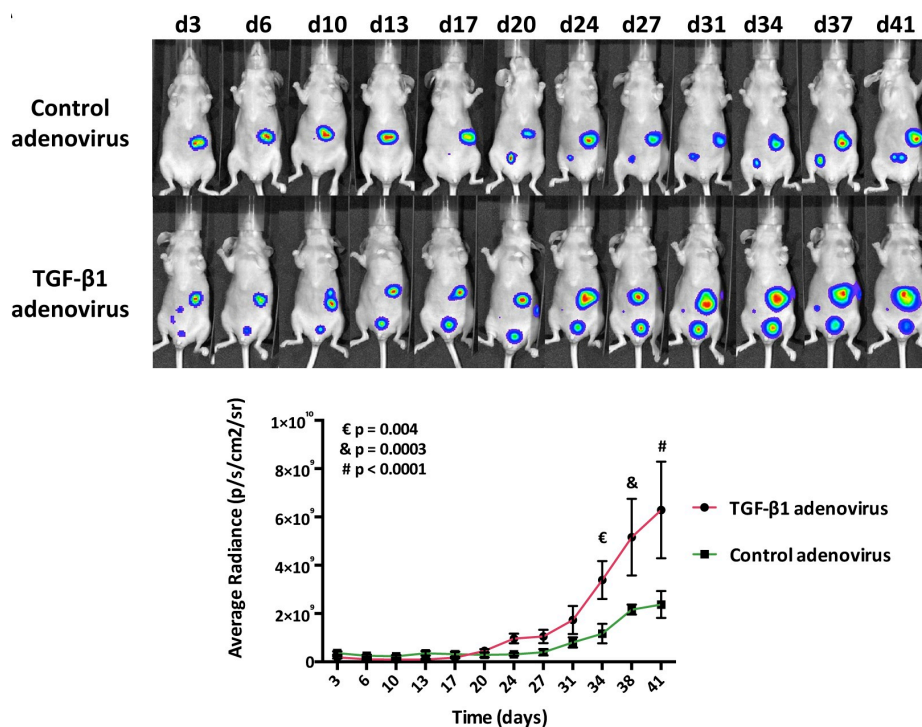 d3 d6 d10 d13 d17 d20 d24 d27 d31 d34 d37 d41
Control
adenovirus
TGF-β1
adenovirus
1×10¹⁰
8×10⁹
6×10⁹
4×10⁹
2×10⁹
0
Average Radiance (p/s/cm2/sr)
€ p = 0.004
& p = 0.0003
# p < 0.0001
€
&
#
TGF-β1 adenovirus
Control adenovirus
3 6 10 13 17 20 24 27 31 34 38 41
Time (days)